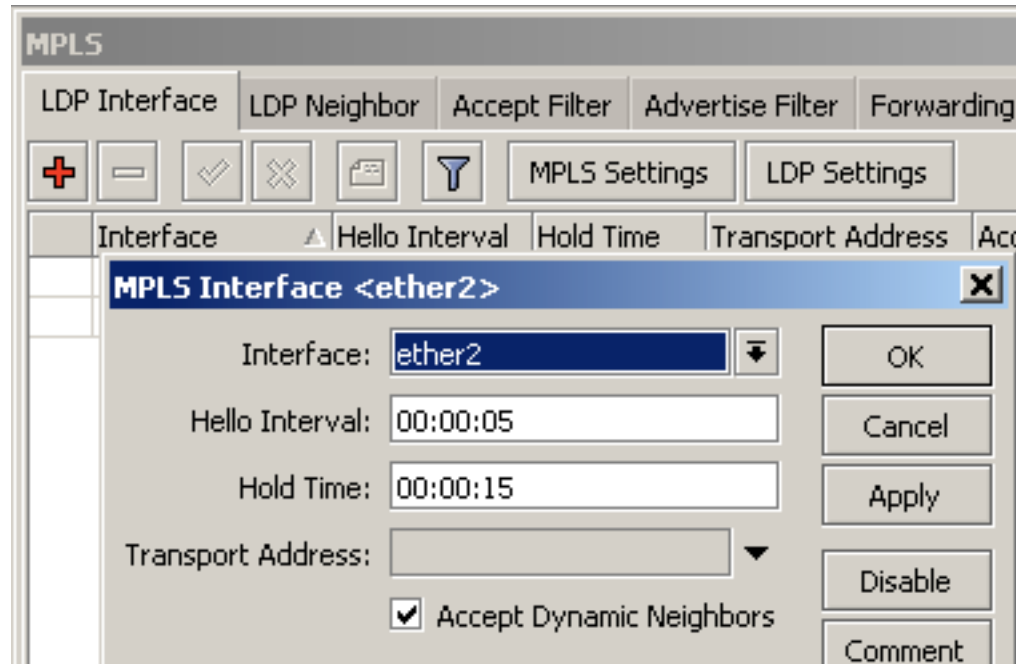 MPLS
LDP Interface LDP Neighbor Accept Filter Advertise Filter Forwarding
MPLS Settings LDP Settings
Interface Hello Interval Hold Time Transport Address Acc
MPLS Interface <ether2>
Interface: ether2 OK
Hello Interval: 00:00:05 Cancel
Hold Time: 00:00:15 Apply
Transport Address:
Disable
Accept Dynamic Neighbors
Comment